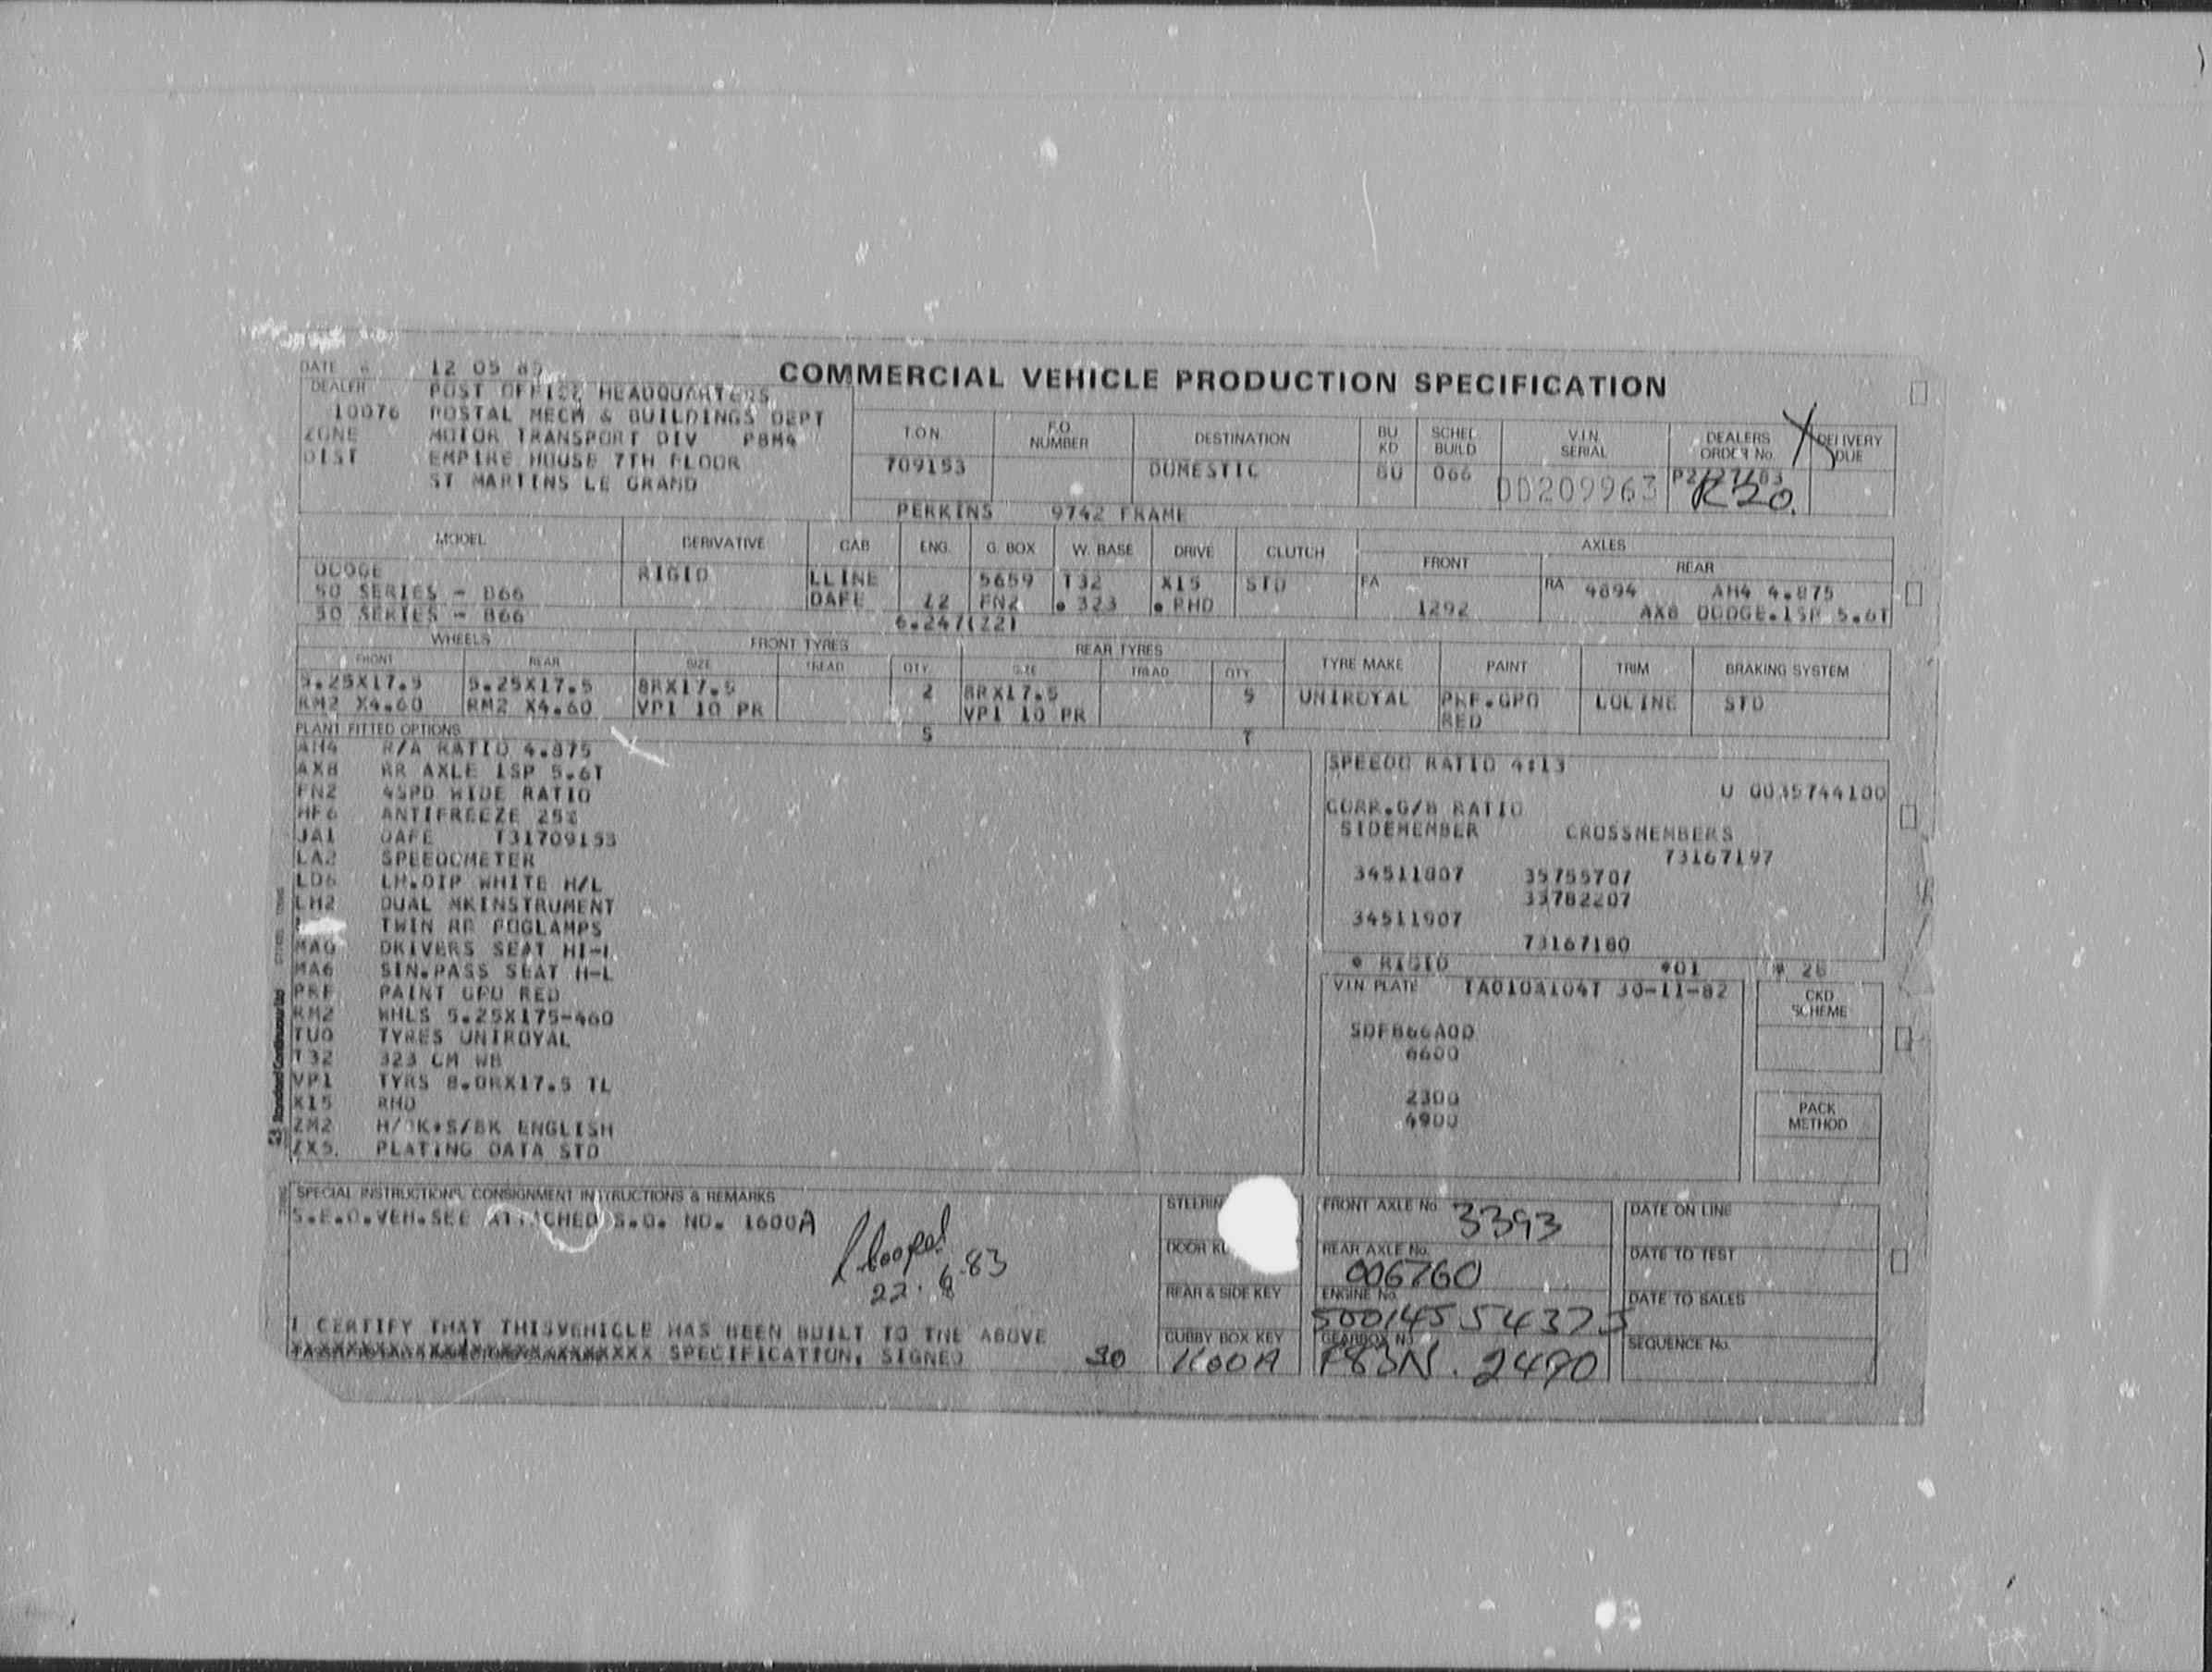 COMMERCIAL VEHICLE PRODUCTION SPECIFICATION
DATE 12 05
DEALER POST OFFICE HEADQUARTERS
10076 POSTAL MECH & BUILDINGS DEPT
ZONE MOTOR TRANSPORT DIV PBM4
DIST EMPIRE HOUSE 7TH FLOOR
ST MARTINS LE GRAND
T.O.N. F.O. NUMBER DESTINATION BU KD SCHED BUILD V.I.N. SERIAL DEALERS ORDER No. DELIVERY DUE
709153 DOMESTIC BU 066 DD209963 R20.
PERKINS 9742 FRAME
MODEL DERIVATIVE CAB ENG. G. BOX W. BASE DRIVE CLUTCH AXLES
FRONT REAR
DODGE RIGID LLINE 5659 T32 X15 STD FA RA 4894 AH4 4.875
50 SERIES - B66 DAFE Z2 FN2 • 323 • RHD 1292 AX8 DODGE.1SP 5.6T
50 SERIES - B66 6.247(Z2)
WHEELS FRONT TYRES REAR TYRES TYRE MAKE PAINT TRIM BRAKING SYSTEM
FRONT REAR SIZE TREAD QTY. SIZE TREAD QTY.
5.25X17.5 5.25X17.5 8RX17.5 2 8RX17.5 5 UNIROYAL PKF.GPO LOLINE STD
RM2 X4.60 RM2 X4.60 VP1 10 PR VP1 10 PR RED
PLANT FITTED OPTIONS S T
AH4 R/A RATIO 4.875
AX8 RR AXLE 1SP 5.6T
FN2 4SPD WIDE RATIO
HF6 ANTIFREEZE 25%
JA1 DAFE T31709153
LA2 SPEEDOMETER
LD6 LH.DIP WHITE H/L
LH2 DUAL MKINSTRUMENT
TWIN RR FOGLAMPS
MA0 DRIVERS SEAT HI-L
MA6 SIN.PASS SEAT H-L
PKF PAINT GPO RED
RM2 WHLS 5.25X175-460
TU0 TYRES UNIROYAL
T32 323 CM WB
VP1 TYRS 8.0RX17.5 TL
X15 RHD
ZM2 H/BK+S/BK ENGLISH
ZX5. PLATING DATA STD
SPEEDO RATIO 4:13
U 0035744100
CORR.G/B RATIO
SIDEMEMBER CROSSMEMBERS
73167197
34511807 35755707
33782207
34511907
73167180
• RIGID •01 # 28
V.I.N. PLATE TA010A104T 30-11-82
SDFB66A0D
6600
2300
4900
CKD SCHEME
PACK METHOD
SPECIAL INSTRUCTIONS, CONSIGNMENT INSTRUCTIONS & REMARKS
S.E.O.VEH.SEE ATTACHED S.O. NO. 1600A
22.6.83
I CERTIFY THAT THISVEHICLE HAS BEEN BUILT TO THE ABOVE
SPECIFICATION, SIGNED 30
REAR & SIDE KEY
CUBBY BOX KEY
1600A
FRONT AXLE No. 3393
REAR AXLE No.
006760
ENGINE No.
GEARBOX No.
F83N. 2470
DATE ON LINE
DATE TO TEST
DATE TO SALES
SEQUENCE No.